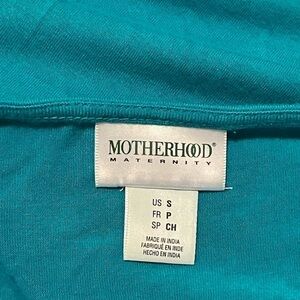 MOTHERHOOD®
MATERNITY
US S
FR P
SP CH
MADE IN INDIA
FABRIQUÉ EN INDE
HECHO EN INDIA